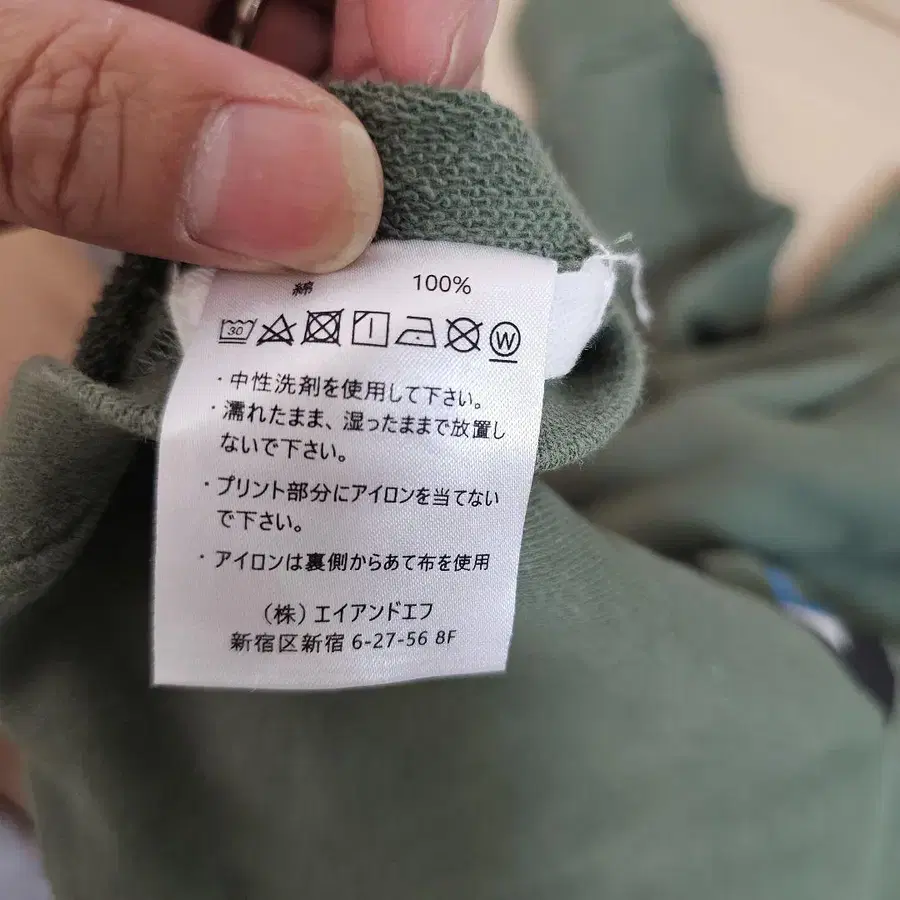 綿 100%
30 W
・中性洗剤を使用して下さい。
・濡れたまま、湿ったままで放置し
ないで下さい。
・プリント部分にアイロンを当てない
で下さい。
・アイロンは裏側からあて布を使用
（株）エイアンドエフ
新宿区新宿 6-27-56 8F